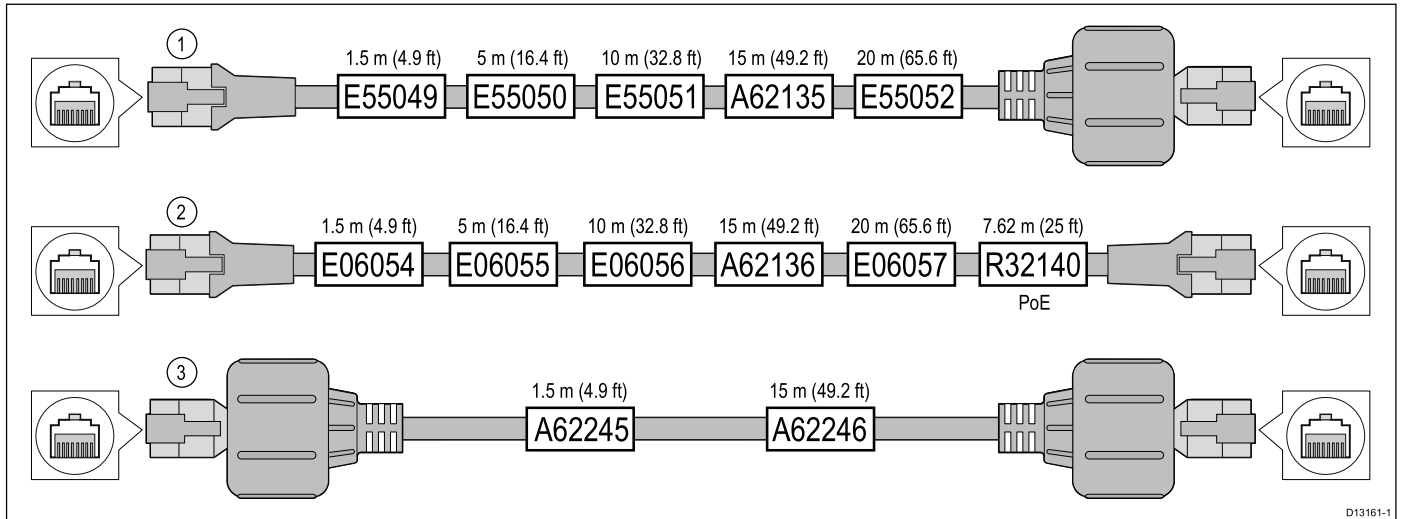 1
1.5 m (4.9 ft) 5 m (16.4 ft) 10 m (32.8 ft) 15 m (49.2 ft) 20 m (65.6 ft)
E55049 E55050 E55051 A62135 E55052
2
1.5 m (4.9 ft) 5 m (16.4 ft) 10 m (32.8 ft) 15 m (49.2 ft) 20 m (65.6 ft) 7.62 m (25 ft)
E06054 E06055 E06056 A62136 E06057 R32140
PoE
3
1.5 m (4.9 ft) 15 m (49.2 ft)
A62245 A62246
D13161-1